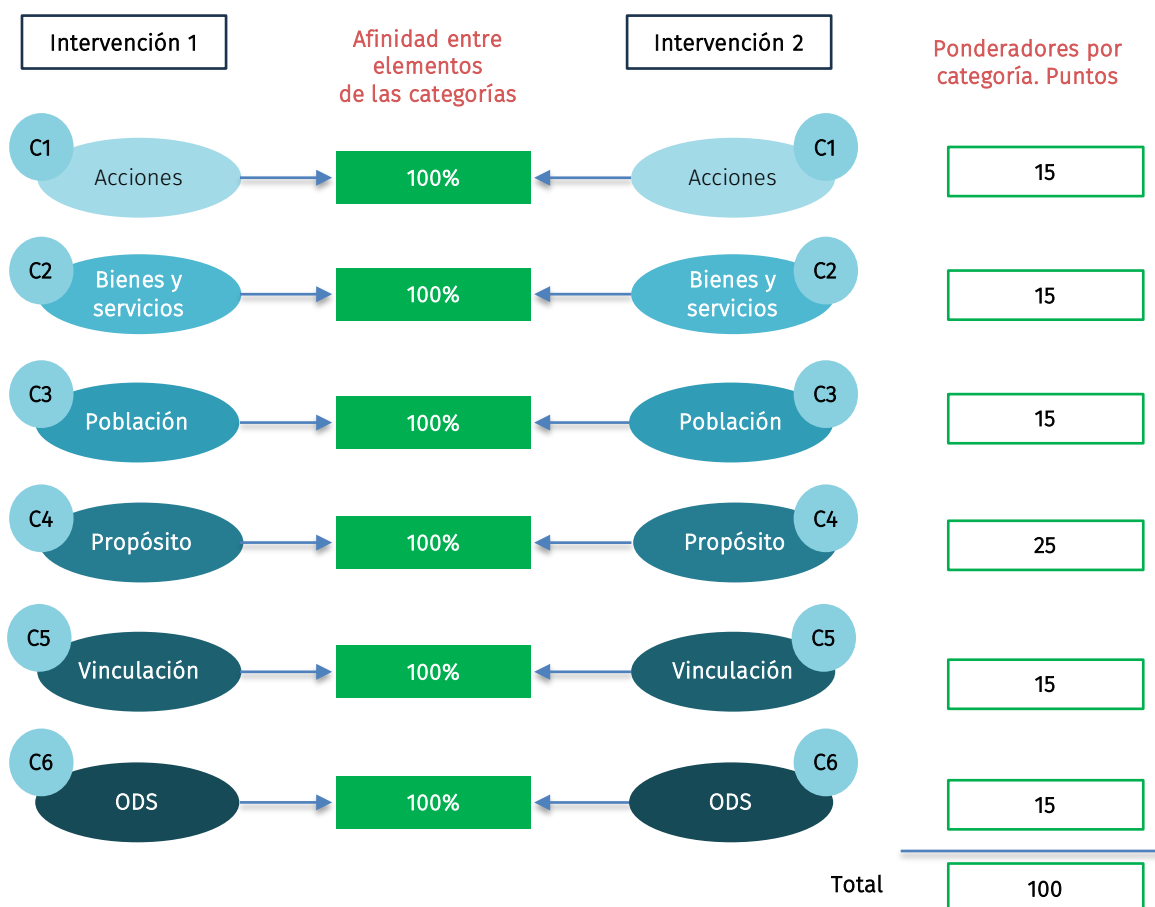 Intervención 1
Afinidad entre
elementos
de las categorías
Intervención 2
Ponderadores por
categoría. Puntos
C1
Acciones
100%
Acciones
C1
15
C2
Bienes y
servicios
100%
Bienes y
servicios
C2
15
C3
Población
100%
Población
C3
15
C4
Propósito
100%
Propósito
C4
25
C5
Vinculación
100%
Vinculación
C5
15
C6
ODS
100%
ODS
C6
15
Total
100